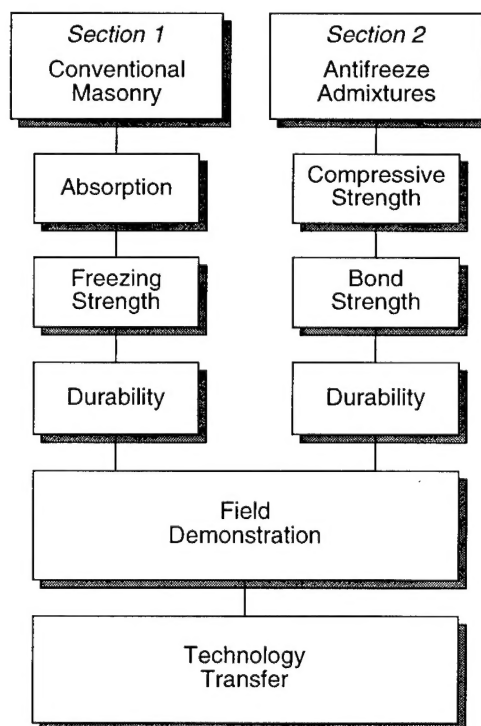 Section 1
Conventional
Masonry
Absorption
Freezing
Strength
Durability
Section 2
Antifreeze
Admixtures
Compressive
Strength
Bond
Strength
Durability
Field
Demonstration
Technology
Transfer